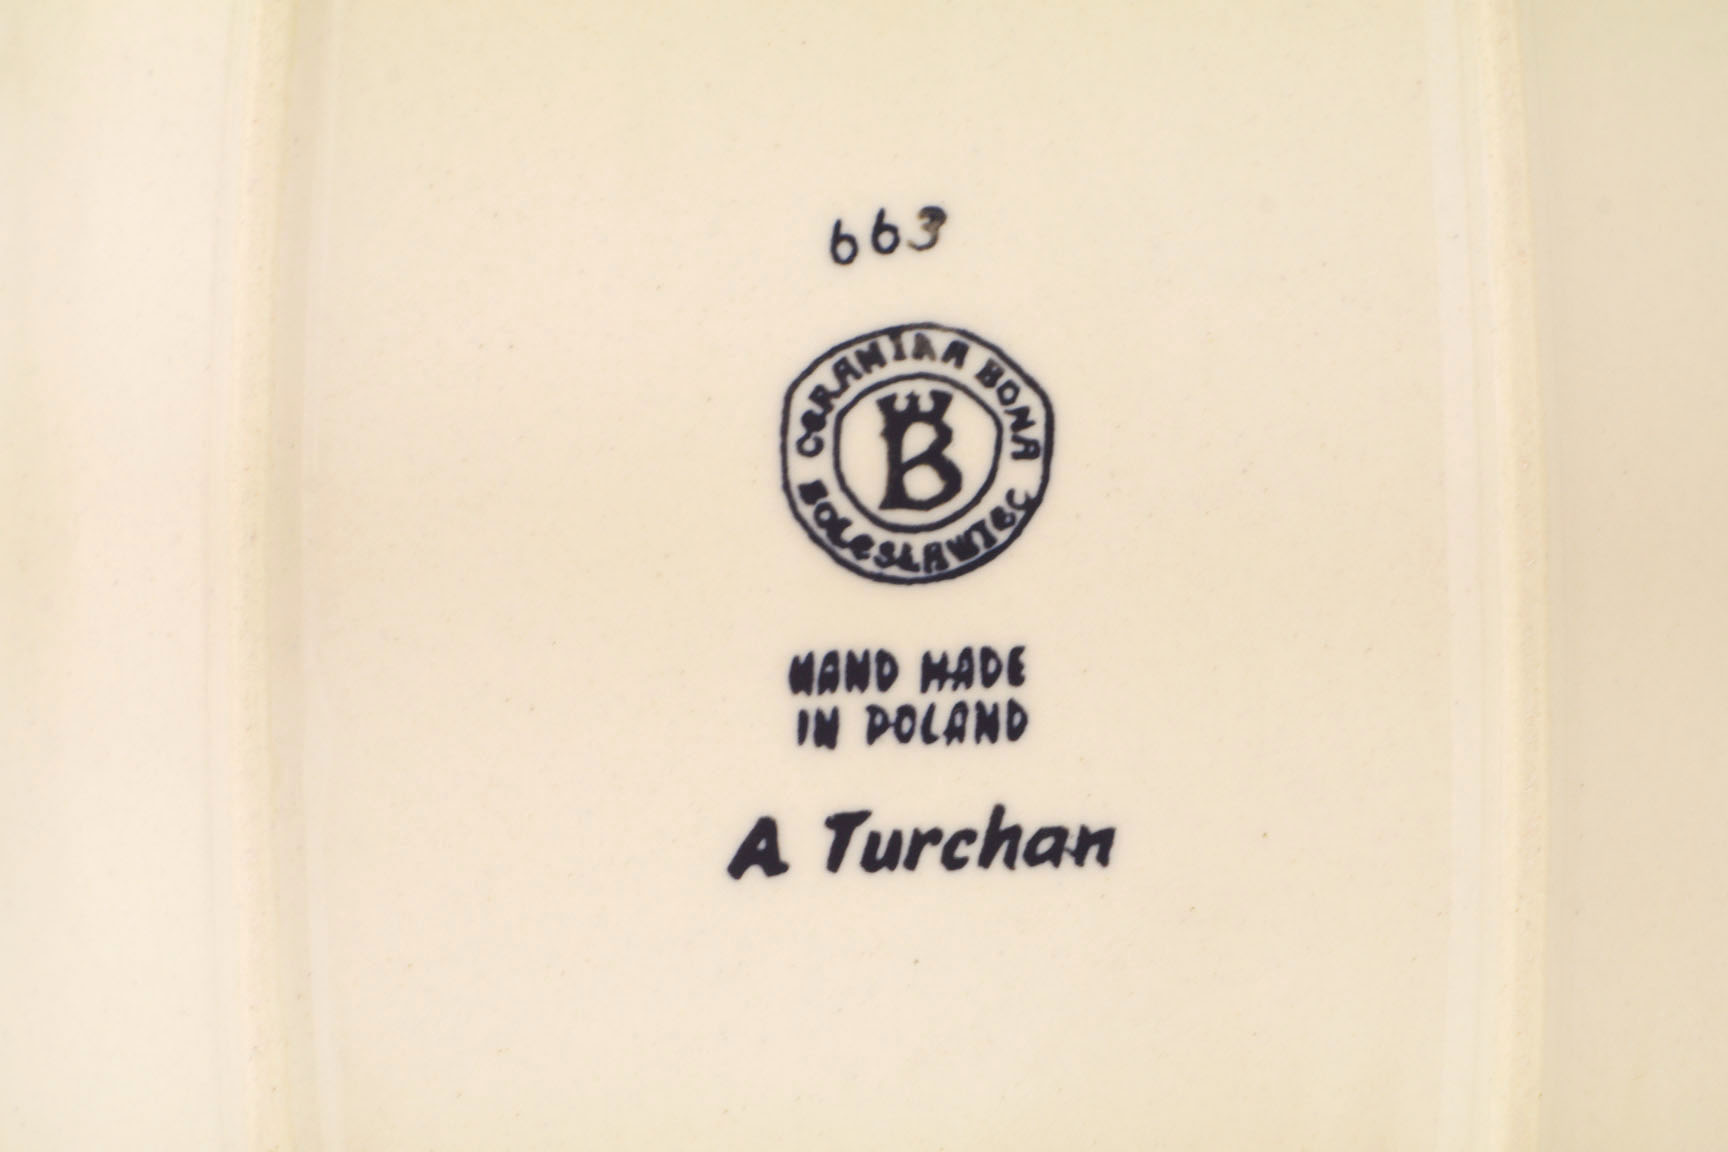 663
CeRAMIKA BONA
B
BOLeSŁAWIEC
HAND MADE
IN POLAND
A Turchan